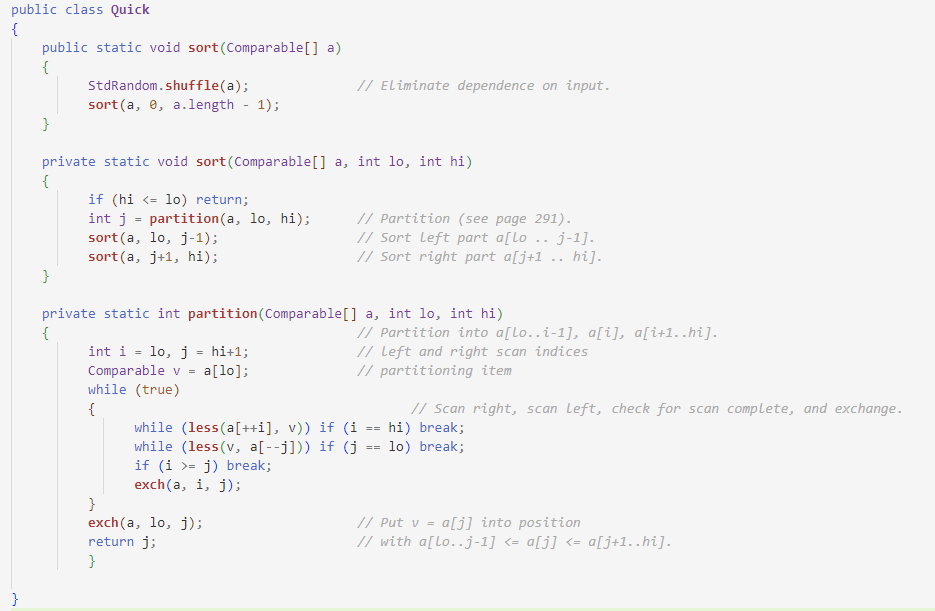 public class Quick
{
public static void sort(Comparable[] a)
{
StdRandom.shuffle(a); // Eliminate dependence on input.
sort(a, 0, a.length - 1);
}
private static void sort(Comparable[] a, int lo, int hi)
{
if (hi <= lo) return;
int j = partition(a, lo, hi); // Partition (see page 291).
sort(a, lo, j-1); // Sort left part a[lo .. j-1].
sort(a, j+1, hi); // Sort right part a[j+1 .. hi].
}
private static int partition(Comparable[] a, int lo, int hi)
{ // Partition into a[lo..i-1], a[i], a[i+1..hi].
int i = lo, j = hi+1; // left and right scan indices
Comparable v = a[lo]; // partitioning item
while (true)
{ // Scan right, scan left, check for scan complete, and exchange.
while (less(a[++i], v)) if (i == hi) break;
while (less(v, a[--j])) if (j == lo) break;
if (i >= j) break;
exch(a, i, j);
}
exch(a, lo, j); // Put v = a[j] into position
return j; // with a[lo..j-1] <= a[j] <= a[j+1..hi].
}
}